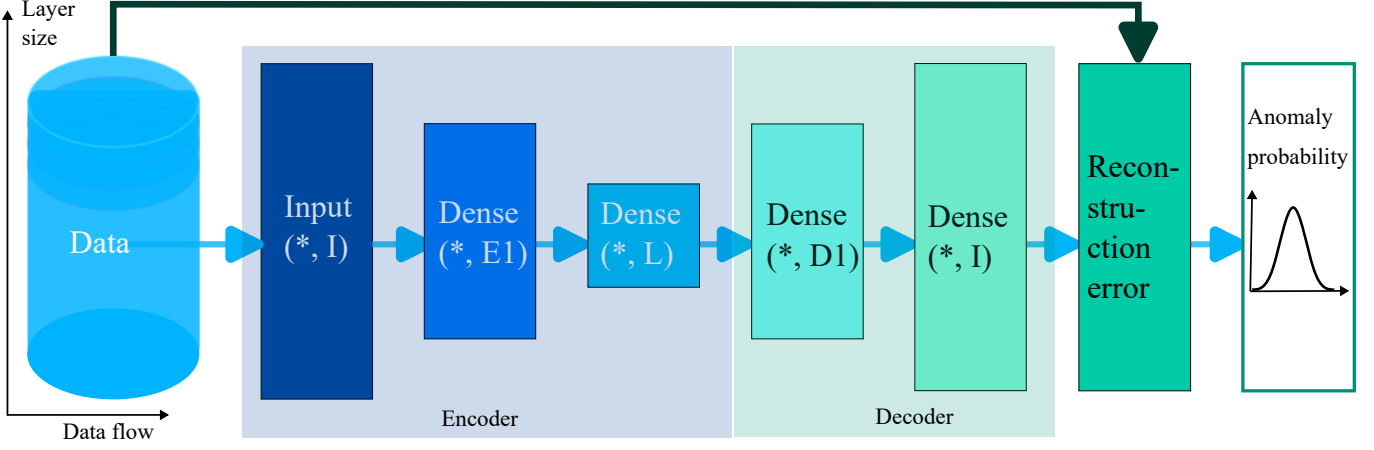 Layer
size
Data
Data flow
Input
(*, I)
Dense
(*, E1)
Dense
(*, L)
Encoder
Dense
(*, D1)
Dense
(*, I)
Decoder
Recon-
stru-
ction
error
Anomaly
probability